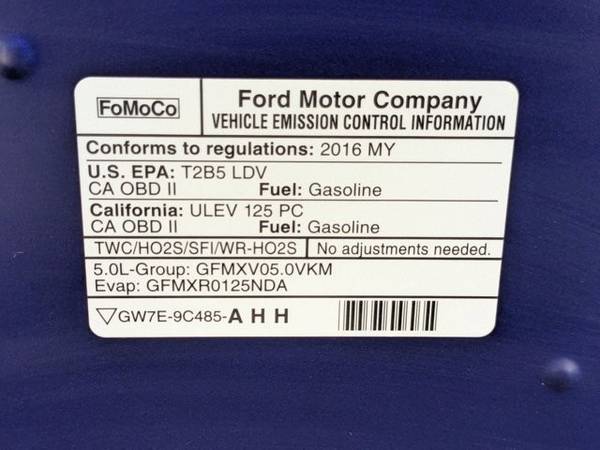 FoMoCo
Ford Motor Company
VEHICLE EMISSION CONTROL INFORMATION
Conforms to regulations: 2016 MY
U.S. EPA: T2B5 LDV
CA OBD II Fuel: Gasoline
California: ULEV 125 PC
CA OBD II Fuel: Gasoline
TWC/HO2S/SFI/WR-HO2S No adjustments needed.
5.0L-Group: GFMXV05.0VKM
Evap: GFMXR0125NDA
▽GW7E-9C485-A H H